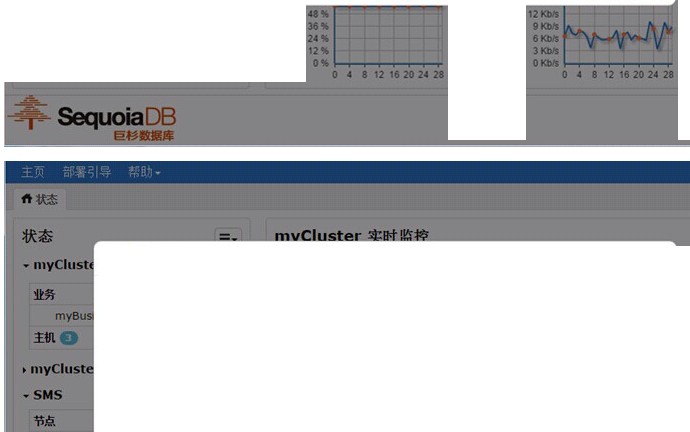 48 %
36 %
24 %
12 %
0 %
0 4 8 12 16 20 24 28
12 Kb/s
9 Kb/s
6 Kb/s
3 Kb/s
0 Kb/s
0 4 8 12 16 20 24 28
SequoiaDB
巨杉数据库
主页 部署引导 帮助
状态
状态
myCluster 实时监控
myCluste
业务
myBusi
主机 3
myCluste
SMS
节点